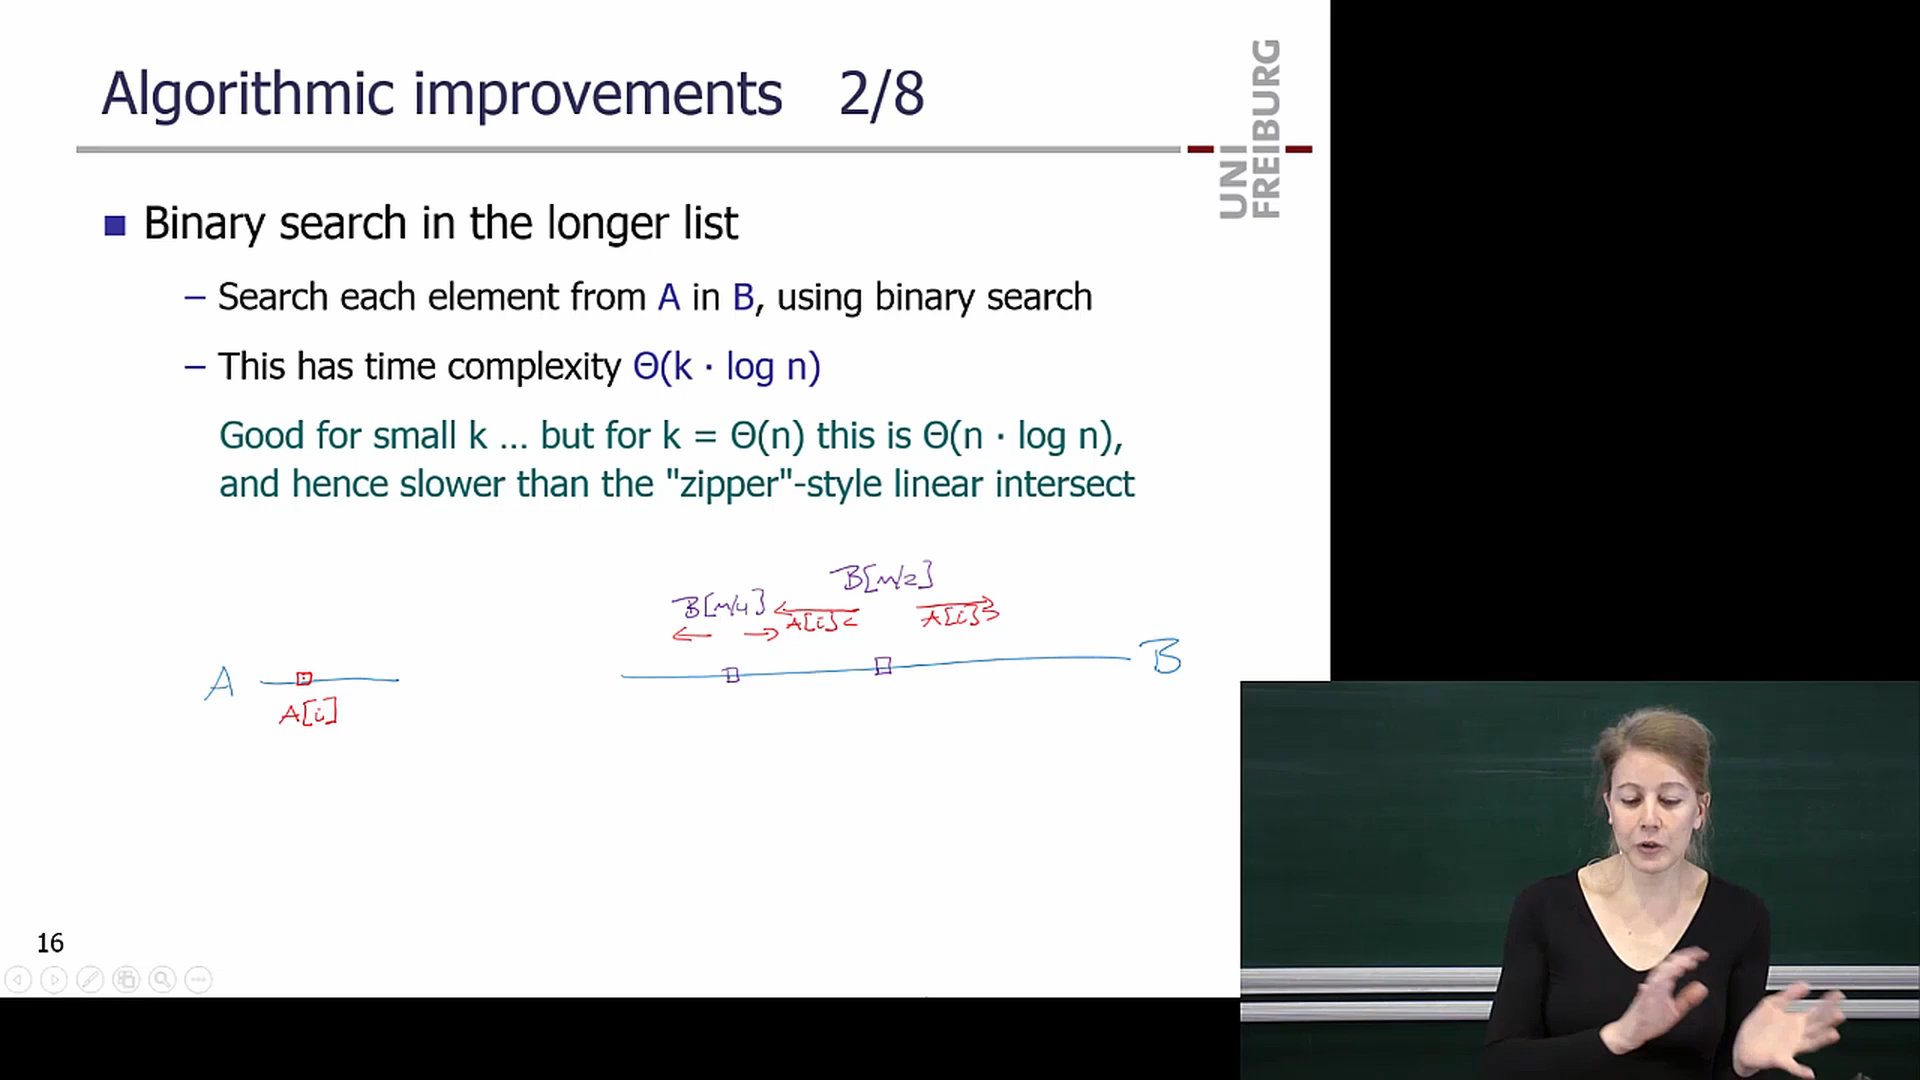 Algorithmic improvements 2/8
UNI
FREIBURG
■ Binary search in the longer list
– Search each element from A in B, using binary search
– This has time complexity Θ(k · log n)
Good for small k ... but for k = Θ(n) this is Θ(n · log n),
and hence slower than the "zipper"-style linear intersect
B[n/2]
B[n/4]
A[i]<
A[i]>
A
B
A[i]
16